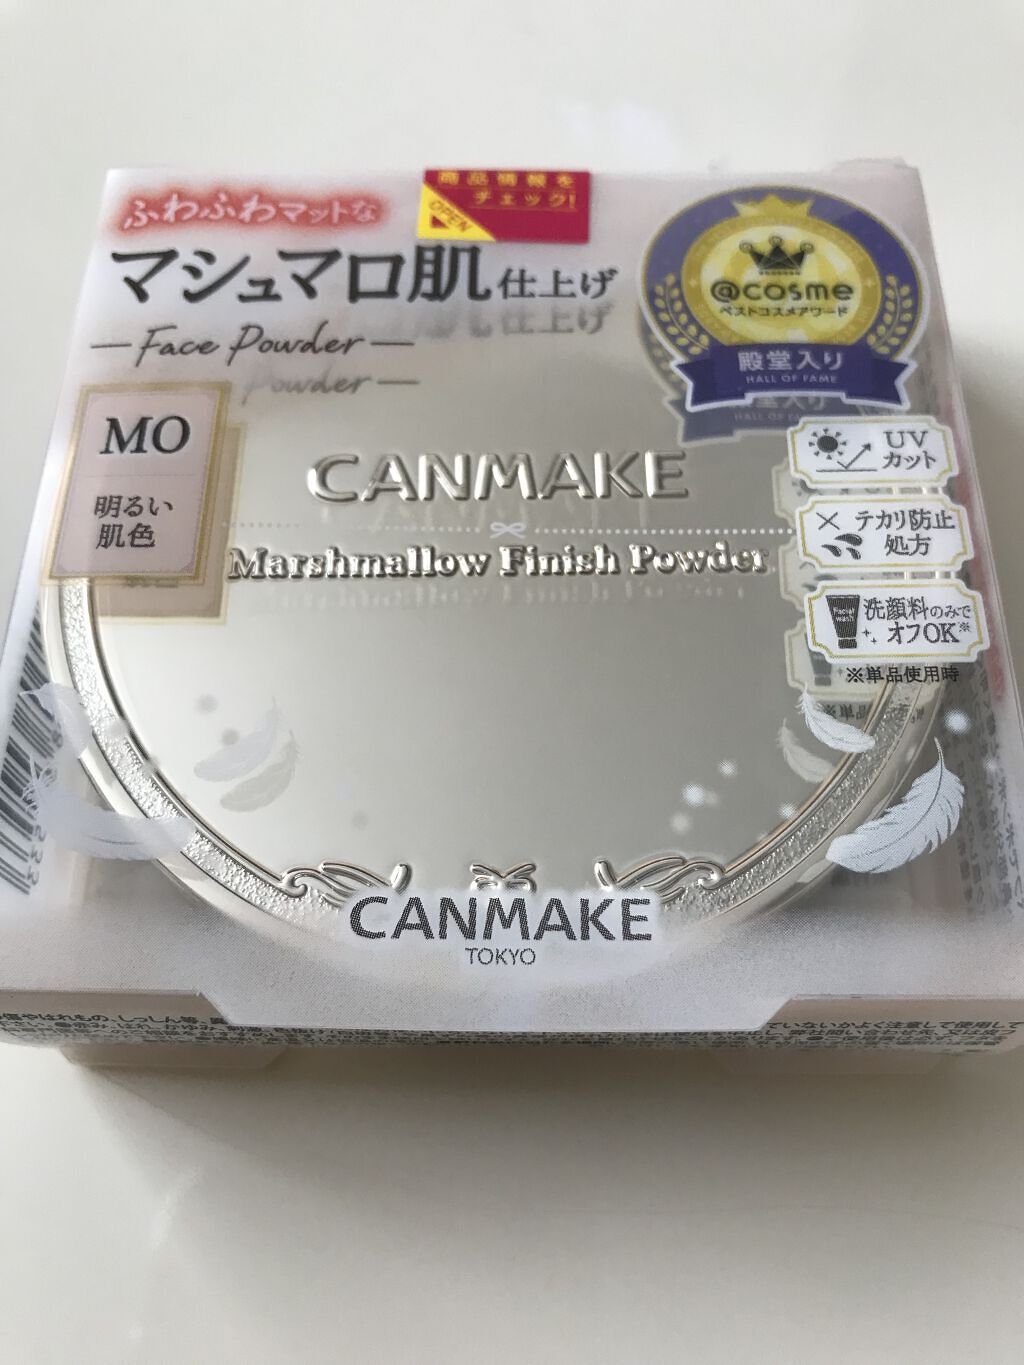 ふわふわマットな
商品情報を
チェック!
OPEN
マシュマロ肌仕上げ
Face Powder
@cosme
ベストコスメアワード
殿堂入り
HALL OF FAME
MO
明るい
肌色
CANMAKE
Marshmallow Finish Powder
UV
カット
テカリ防止
処方
Facial
wash
洗顔料のみで
オフOK※
※単品使用時
CANMAKE
TOKYO